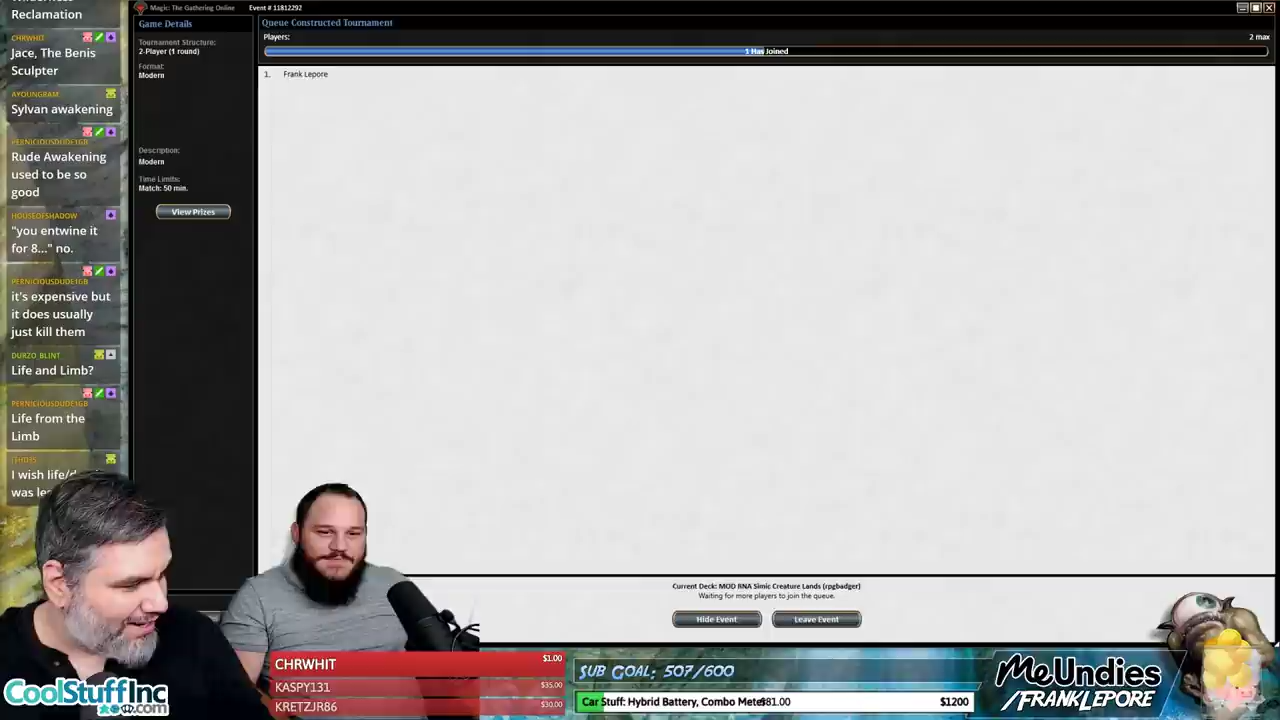 Wilderness
Reclamation
CHRWHIT
Jace, The Benis
Sculpter
AYOUNGRAM
Sylvan awakening
PERNICIOUSDUDE1GB
Rude Awakening
used to be so
good
HOUSEOFSHADOW
"you entwine it
for 8..." no.
PERNICIOUSDUDE1GB
it's expensive but
it does usually
just kill them
DURZO_BLINT
Life and Limb?
PERNICIOUSDUDE1GB
Life from the
Limb
I wish life/d
was
Magic: The Gathering Online Event # 11812292
Game Details
Tournament Structure:
2-Player (1 round)
Format:
Modern
Description:
Modern
Time Limits:
Match: 50 min.
View Prizes
Queue Constructed Tournament
Players: 2 max
1 Has Joined
1. Frank Lepore
Current Deck: MOD RNA Simic Creature Lands (rpgbadger)
Waiting for more players to join the queue.
Hide Event Leave Event
CoolStuffInc
.com
CHRWHIT $1.00
KASPY131 $35.00
KRETZJR86 $30.00
SUB GOAL: 507/600
Car Stuff: Hybrid Battery, Combo Mete $81.00 $1200
MeUndies
/FRANKLEPORE